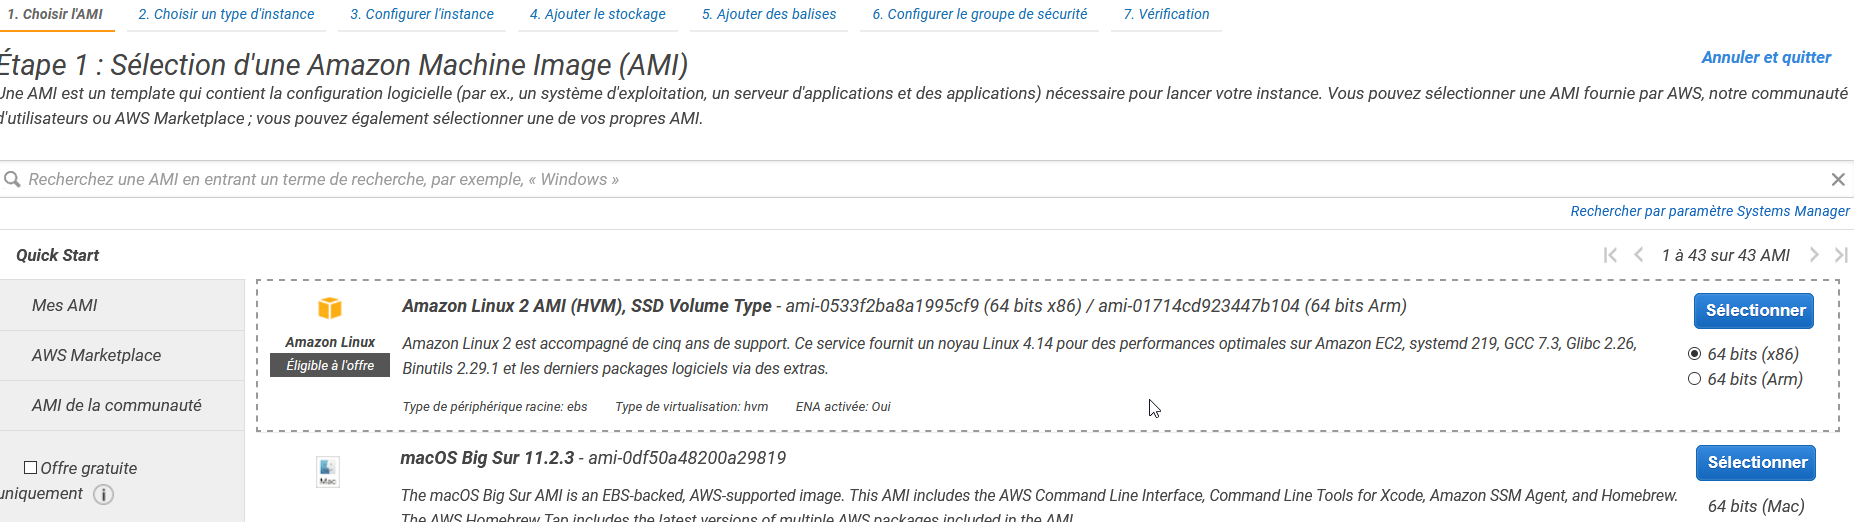 1. Choisir l'AMI 2. Choisir un type d'instance 3. Configurer l'instance 4. Ajouter le stockage 5. Ajouter des balises 6. Configurer le groupe de sécurité 7. Vérification
Étape 1 : Sélection d'une Amazon Machine Image (AMI)
Annuler et quitter
Une AMI est un template qui contient la configuration logicielle (par ex., un système d'exploitation, un serveur d'applications et des applications) nécessaire pour lancer votre instance. Vous pouvez sélectionner une AMI fournie par AWS, notre communauté
d'utilisateurs ou AWS Marketplace ; vous pouvez également sélectionner une de vos propres AMI.
Recherchez une AMI en entrant un terme de recherche, par exemple, « Windows »
Rechercher par paramètre Systems Manager
Quick Start
1 à 43 sur 43 AMI
Mes AMI
AWS Marketplace
AMI de la communauté
Offre gratuite
uniquement
Amazon Linux
Éligible à l'offre
Amazon Linux 2 AMI (HVM), SSD Volume Type - ami-0533f2ba8a1995cf9 (64 bits x86) / ami-01714cd923447b104 (64 bits Arm)
Amazon Linux 2 est accompagné de cinq ans de support. Ce service fournit un noyau Linux 4.14 pour des performances optimales sur Amazon EC2, systemd 219, GCC 7.3, Glibc 2.26,
Binutils 2.29.1 et les derniers packages logiciels via des extras.
Type de périphérique racine: ebs Type de virtualisation: hvm ENA activée: Oui
Sélectionner
64 bits (x86)
64 bits (Arm)
Mac
macOS Big Sur 11.2.3 - ami-0df50a48200a29819
The macOS Big Sur AMI is an EBS-backed, AWS-supported image. This AMI includes the AWS Command Line Interface, Command Line Tools for Xcode, Amazon SSM Agent, and Homebrew.
The AWS Homebrew Tap includes the latest versions of multiple AWS packages included in the AMI.
Sélectionner
64 bits (Mac)